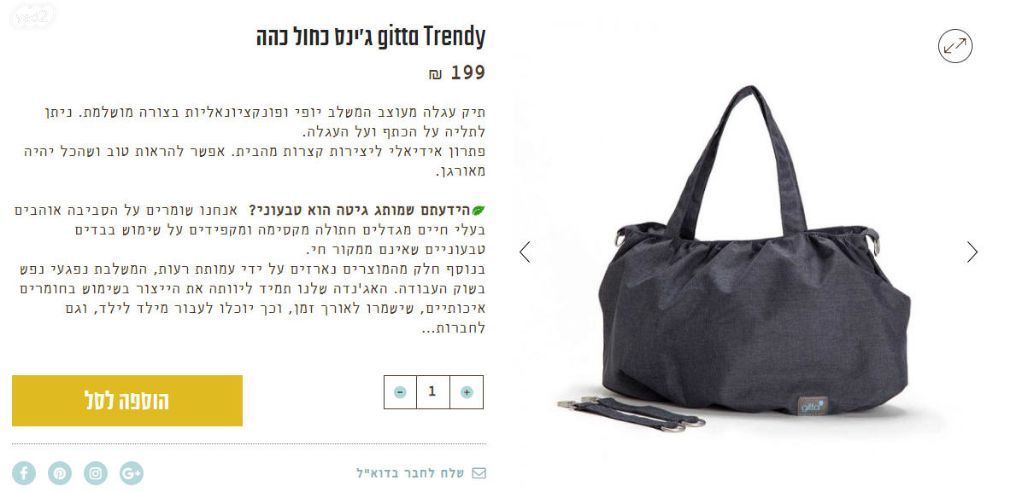 yad2
gitta Trendy ג'ינס כחול כהה
199 ₪
תיק עגלה מעוצב המשלב יופי ופונקציונאליות בצורה מושלמת. ניתן
לתליה על הכתף ועל העגלה.
פתרון אידיאלי ליצירות קצרות מהבית. אפשר להראות טוב ושהכל יהיה
מאורגן.
הידעתם שמותג גיטה הוא טבעוני? אנחנו שומרים על הסביבה אוהבים
בעלי חיים מגדלים חתולה מקסימה ומקפידים על שימוש בבדים
טבעוניים שאינם ממקור חי.
בנוסף חלק מהמוצרים נארזים על ידי עמותת רעות, המשלבת נפגעי נפש
בשוק העבודה. האג'נדה שלנו תמיד ליוותה את הייצור בשימוש בחומרים
איכותיים, שישמרו לאורך זמן, וכך יוכלו לעבור מילד לילד, וגם
לחברות...
הוספה לסל
- 1 +
שלח לחבר בדוא"ל
gitta